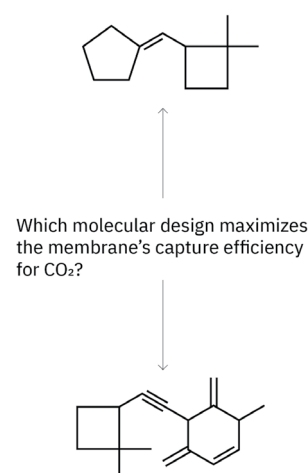 Which molecular design maximizes
the membrane’s capture efficiency
for CO₂?